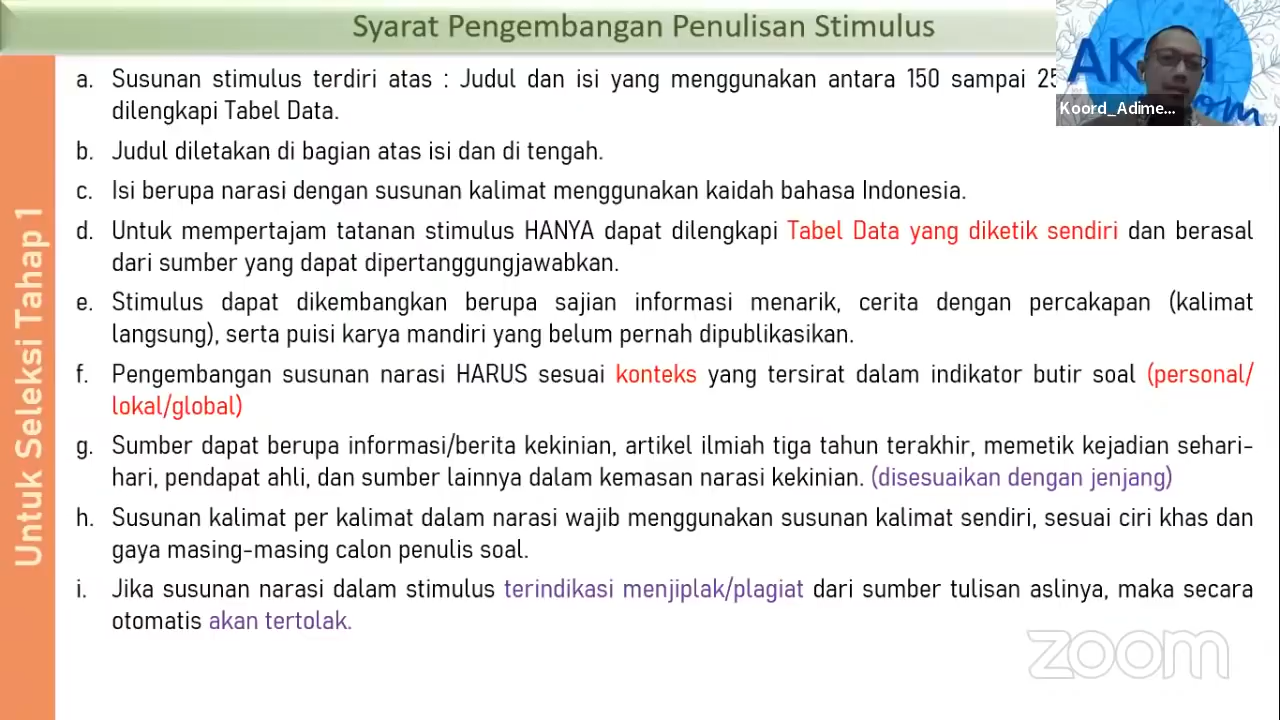 Syarat Pengembangan Penulisan Stimulus
Untuk Seleksi Tahap 1
a. Susunan stimulus terdiri atas : Judul dan isi yang menggunakan antara 150 sampai
dilengkapi Tabel Data.
b. Judul diletakan di bagian atas isi dan di tengah.
c. Isi berupa narasi dengan susunan kalimat menggunakan kaidah bahasa Indonesia.
d. Untuk mempertajam tatanan stimulus HANYA dapat dilengkapi Tabel Data yang diketik sendiri dan berasal
dari sumber yang dapat dipertanggungjawabkan.
e. Stimulus dapat dikembangkan berupa sajian informasi menarik, cerita dengan percakapan (kalimat
langsung), serta puisi karya mandiri yang belum pernah dipublikasikan.
f. Pengembangan susunan narasi HARUS sesuai konteks yang tersirat dalam indikator butir soal (personal/
lokal/global)
g. Sumber dapat berupa informasi/berita kekinian, artikel ilmiah tiga tahun terakhir, memetik kejadian sehari-
hari, pendapat ahli, dan sumber lainnya dalam kemasan narasi kekinian. (disesuaikan dengan jenjang)
h. Susunan kalimat per kalimat dalam narasi wajib menggunakan susunan kalimat sendiri, sesuai ciri khas dan
gaya masing-masing calon penulis soal.
i. Jika susunan narasi dalam stimulus terindikasi menjiplak/plagiat dari sumber tulisan aslinya, maka secara
otomatis akan tertolak.
Koord_Adime...
zoom